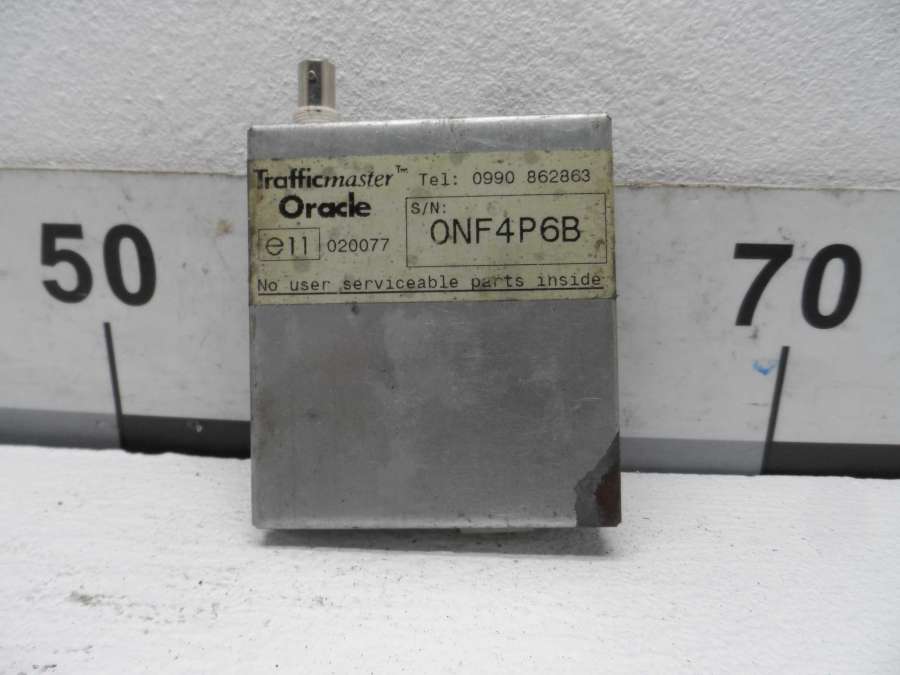 Trafficmaster™ Tel: 0990 862863
Oracle
S/N:
0NF4P6B
e11 020077
No user serviceable parts inside
50
70